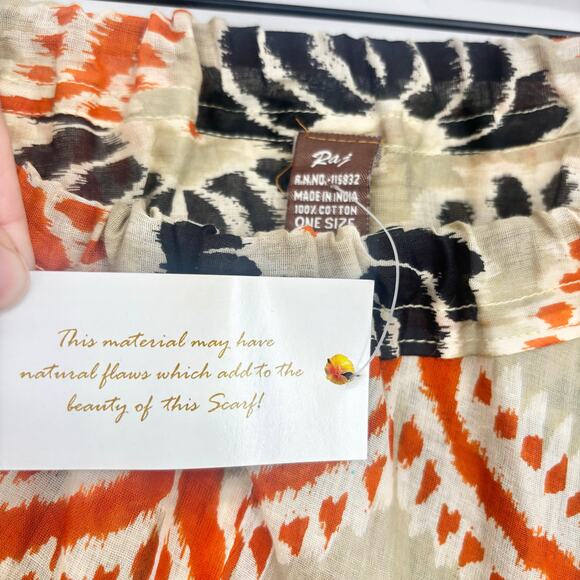 Raj
R.N.NO.-115832
MADE IN INDIA
100% COTTON
ONE SIZE
This material may have
natural flaws which add to the
beauty of this Scarf!